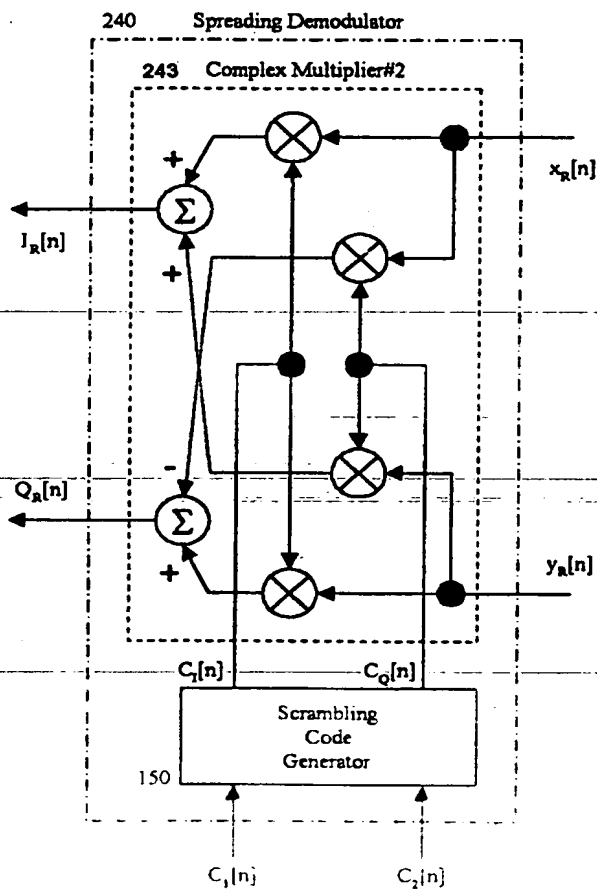 240 Spreading Demodulator
243 Complex Multiplier#2
+
x_R[n]
Σ
I_R[n]
+
-
Q_R[n]
Σ
y_R[n]
+
C_I[n] C_Q[n]
Scrambling
Code
Generator
150
C_1[n] C_2[n]